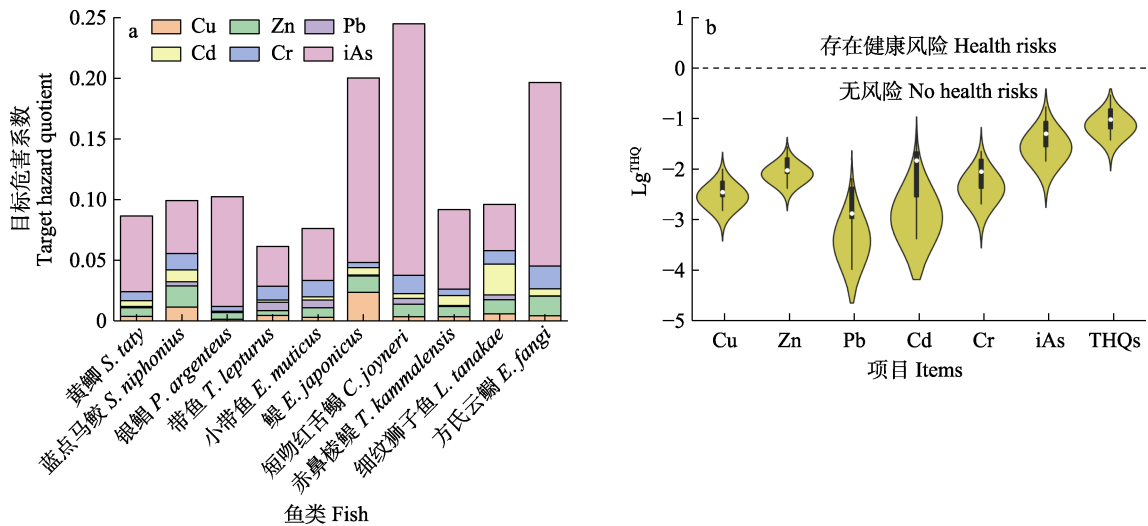 a
Cu Zn Pb
Cd Cr iAs
0.25
0.20
0.15
0.10
0.05
0
目标危害系数
Target hazard quotient
黄鲫 S. taty
蓝点马鲛 S. niphonius
银鲳 P. argenteus
带鱼 T. lepturus
小带鱼 E. muticus
鳀 E. japonicus
短吻红舌鳎 C. joyneri
赤鼻棱鳀 T. kammalensis
细纹狮子鱼 L. tanakae
方氏云鳚 E. fangi
鱼类 Fish
b
存在健康风险 Health risks
无风险 No health risks
1
0
−1
−2
−3
−4
−5
Lg^THQ
Cu Zn Pb Cd Cr iAs THQs
项目 Items